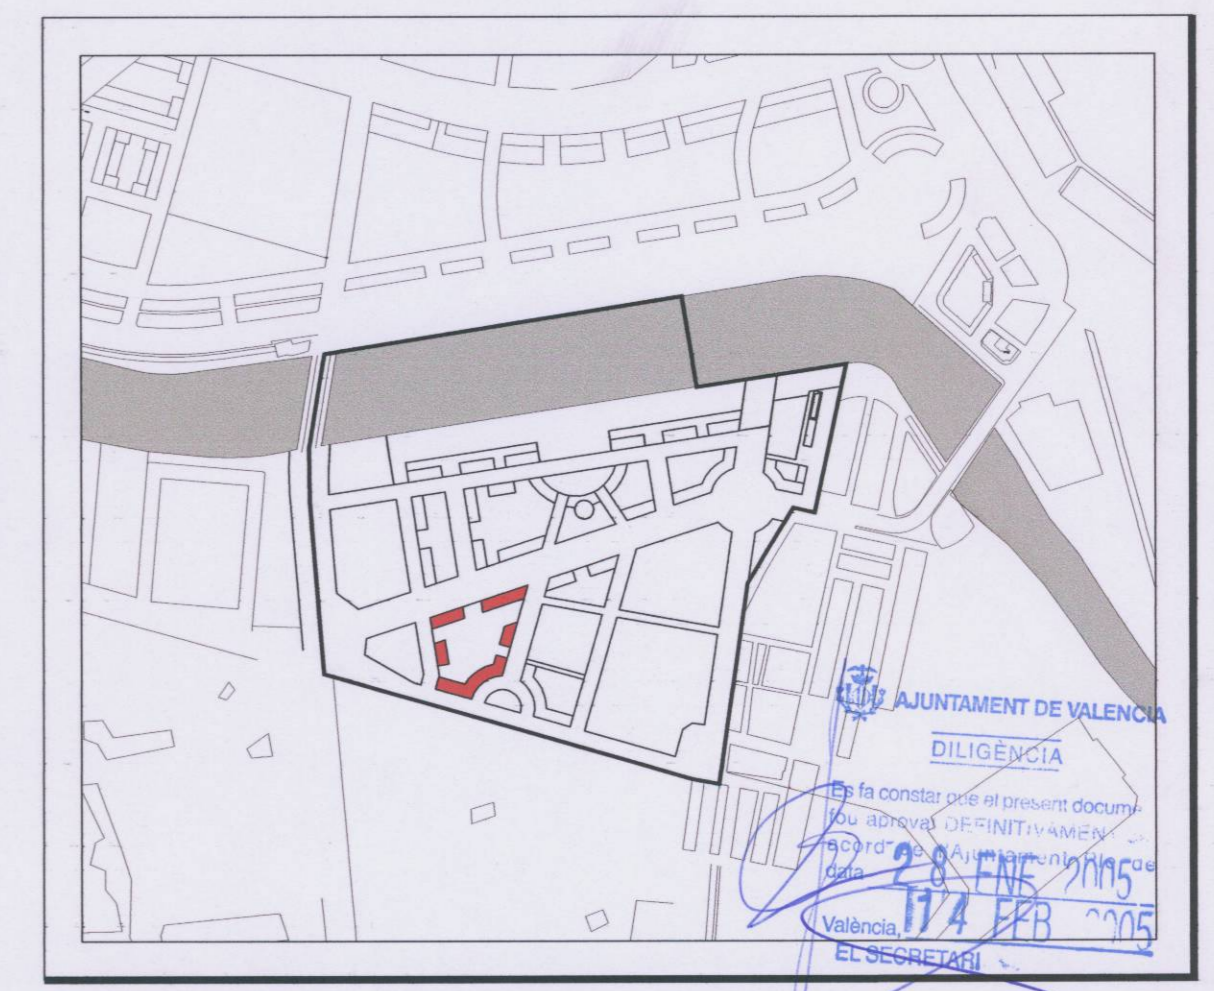 AJUNTAMENT DE VALENCIA
DILIGÈNCIA
Es fa constar que el present docume
fou aprovat DEFINITIVAMEN
acord de l'Ajuntament Ple de
data 28 ENE 2005
València, 14 FEB 2005
EL SECRETARI